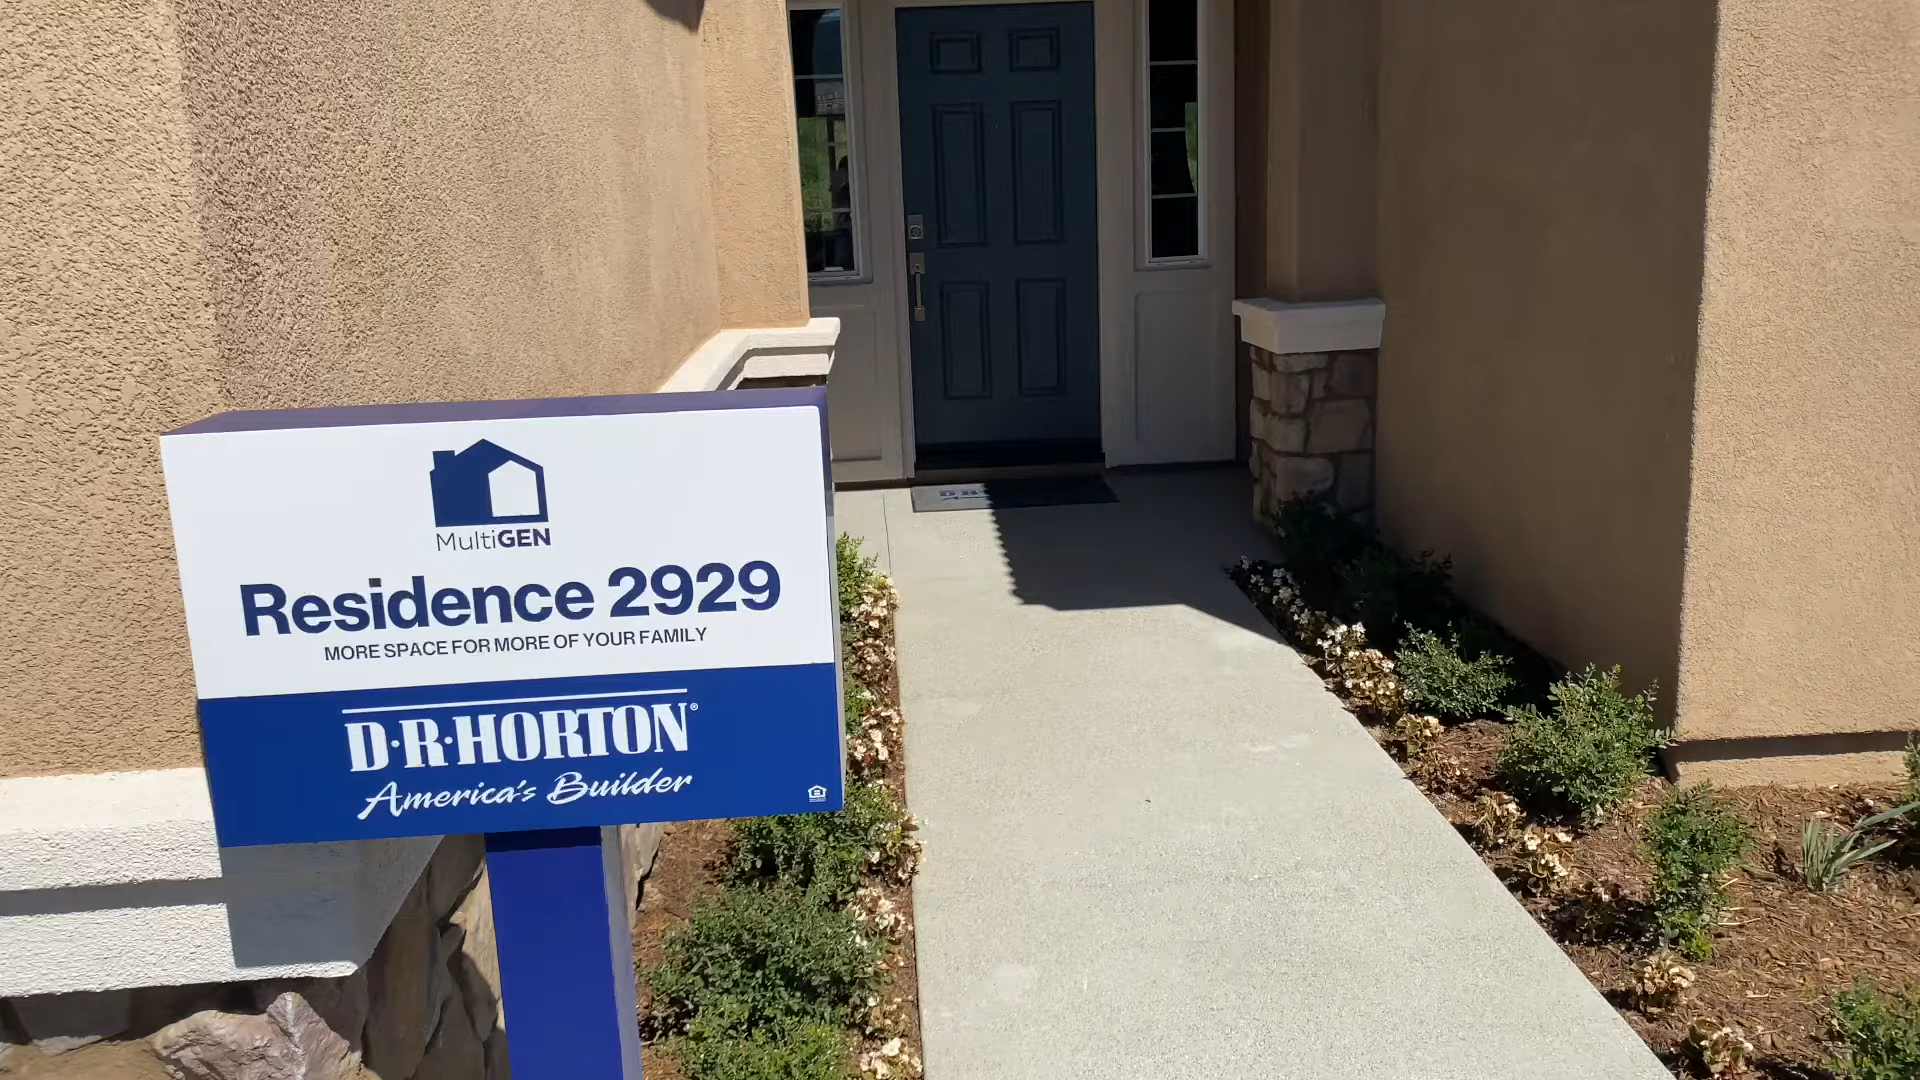 MultiGEN
Residence 2929
MORE SPACE FOR MORE OF YOUR FAMILY
D·R·HORTON®
America's Builder